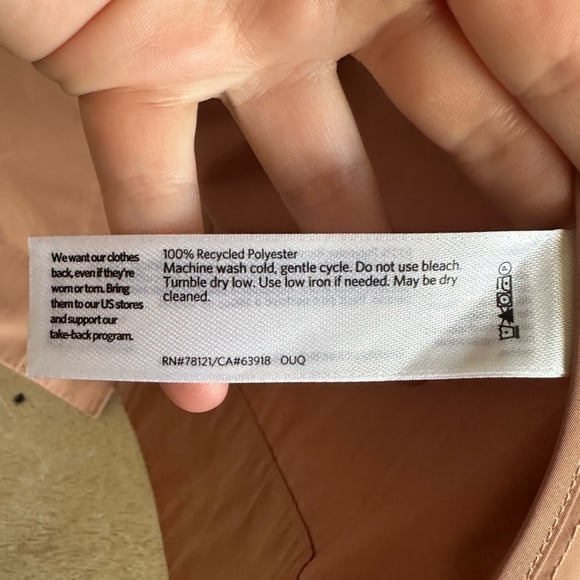 We want our clothes
back, even if they're
worn or torn. Bring
them to our US stores
and support our
take-back program.
100% Recycled Polyester
Machine wash cold, gentle cycle. Do not use bleach.
Tumble dry low. Use low iron if needed. May be dry
cleaned.
RN#78121/CA#63918 OUQ